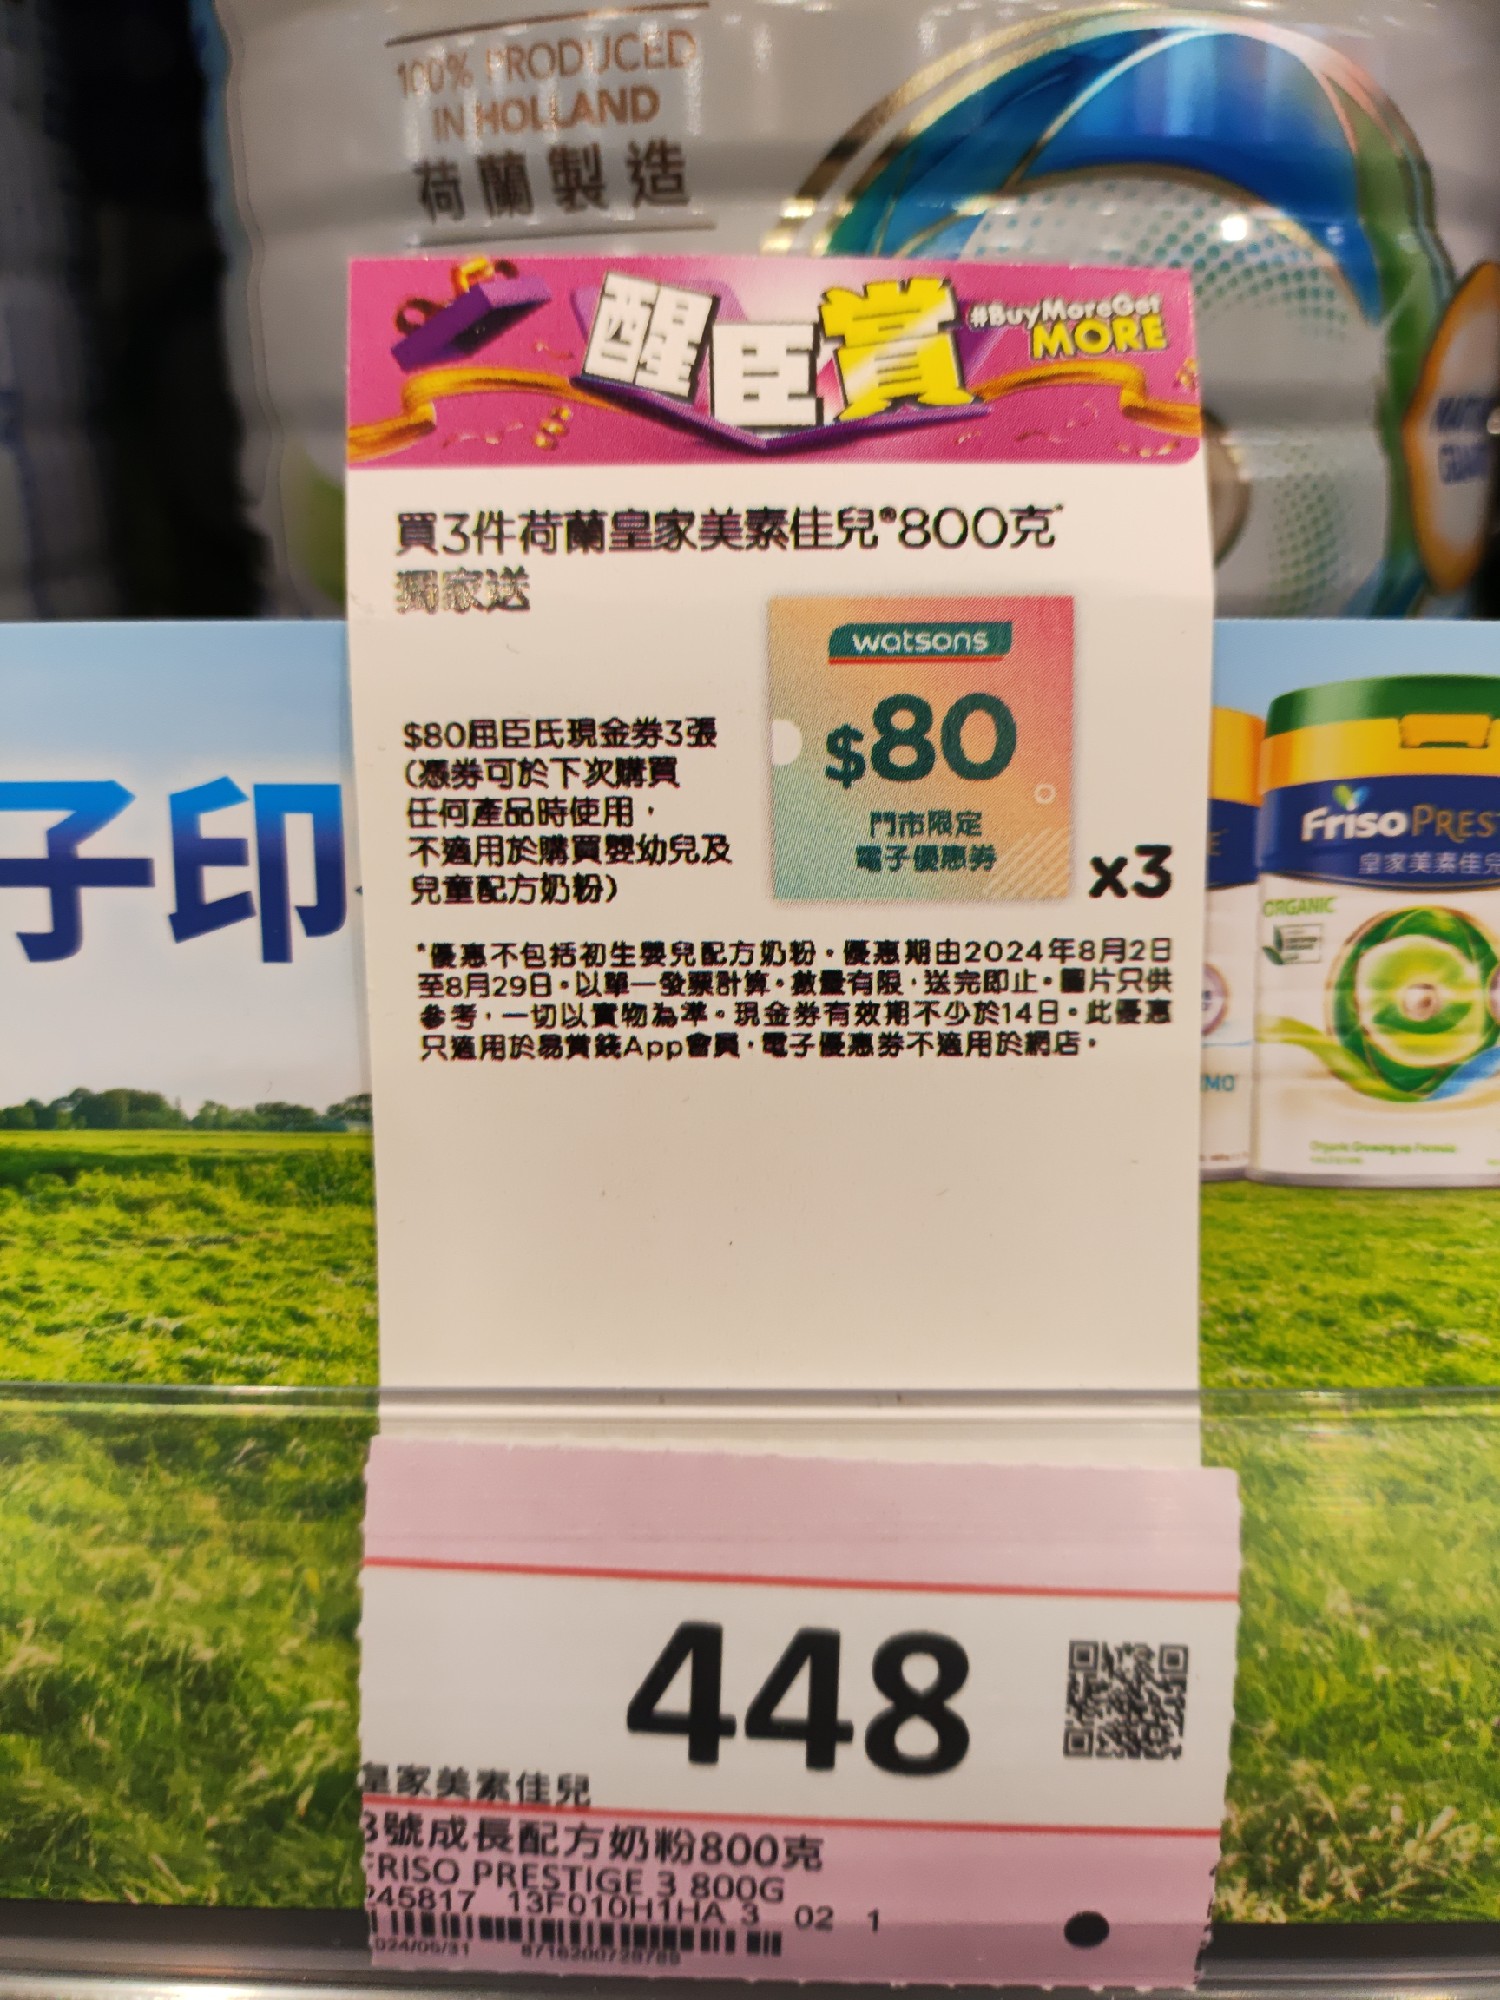 100% PRODUCED
IN HOLLAND
荷蘭製造
醒臣賞
#BuyMoreGet
MORE
買3件荷蘭皇家美素佳兒®800克*
獨家送
watsons
$80
門市限定
電子優惠券
x3
$80屈臣氏現金券3張
(憑券可於下次購買
任何產品時使用，
不適用於購買嬰幼兒及
兒童配方奶粉)
*優惠不包括初生嬰兒配方奶粉。優惠期由2024年8月2日
至8月29日。以單一發票計算。數量有限，送完即止。圖片只供
參考，一切以實物為準。現金券有效期不少於14日。此優惠
只適用於易賞錢App會員，電子優惠券不適用於網店。
子印
Friso PRES
皇家美素佳兒
ORGANIC
448
皇家美素佳兒
3號成長配方奶粉800克
FRISO PRESTIGE 3 800G
245817 13F010H1HA 3 02 1